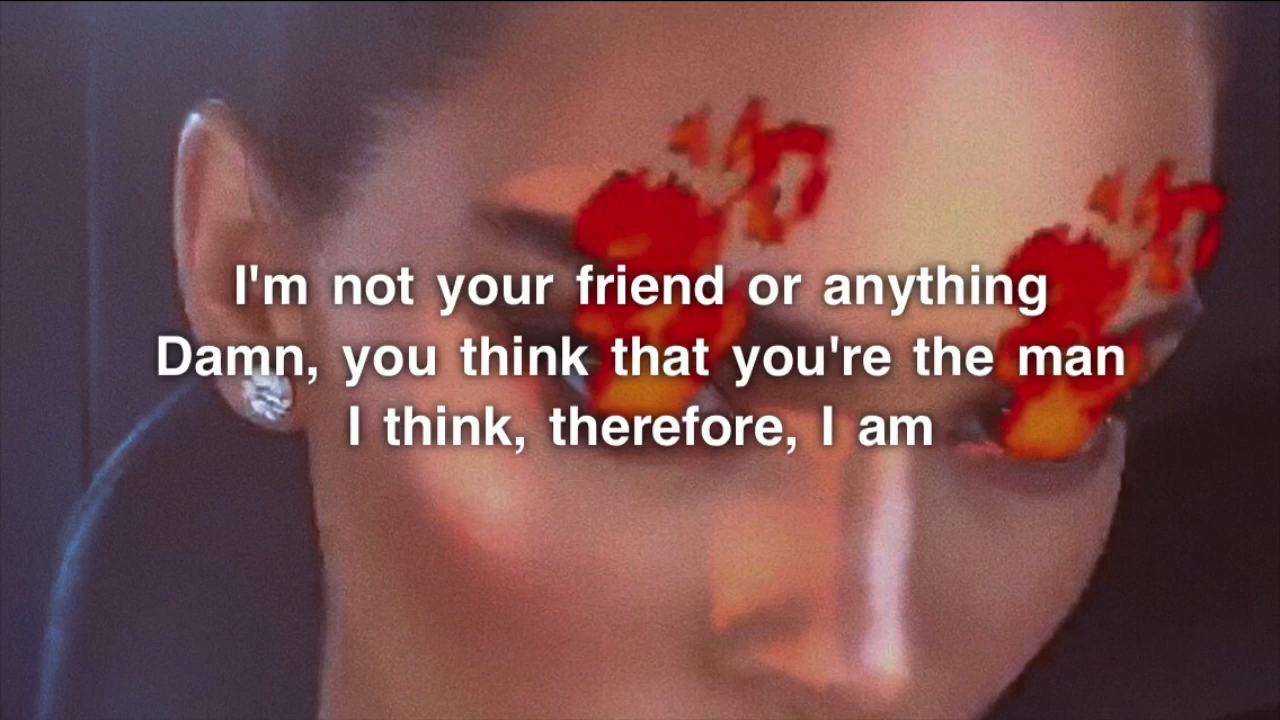 I'm not your friend or anything
Damn, you think that you're the man
I think, therefore, I am